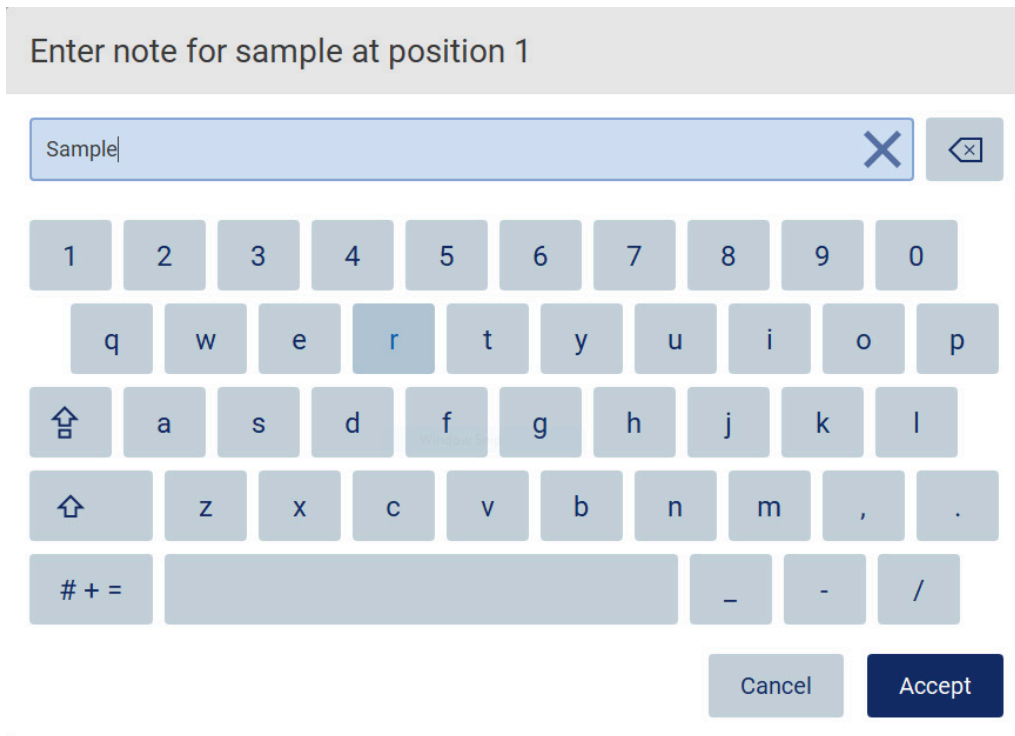 Enter note for sample at position 1
Sample
1 2 3 4 5 6 7 8 9 0
q w e r t y u i o p
a s d f g h j k l
z x c v b n m , .
# + = _ - /
Cancel Accept